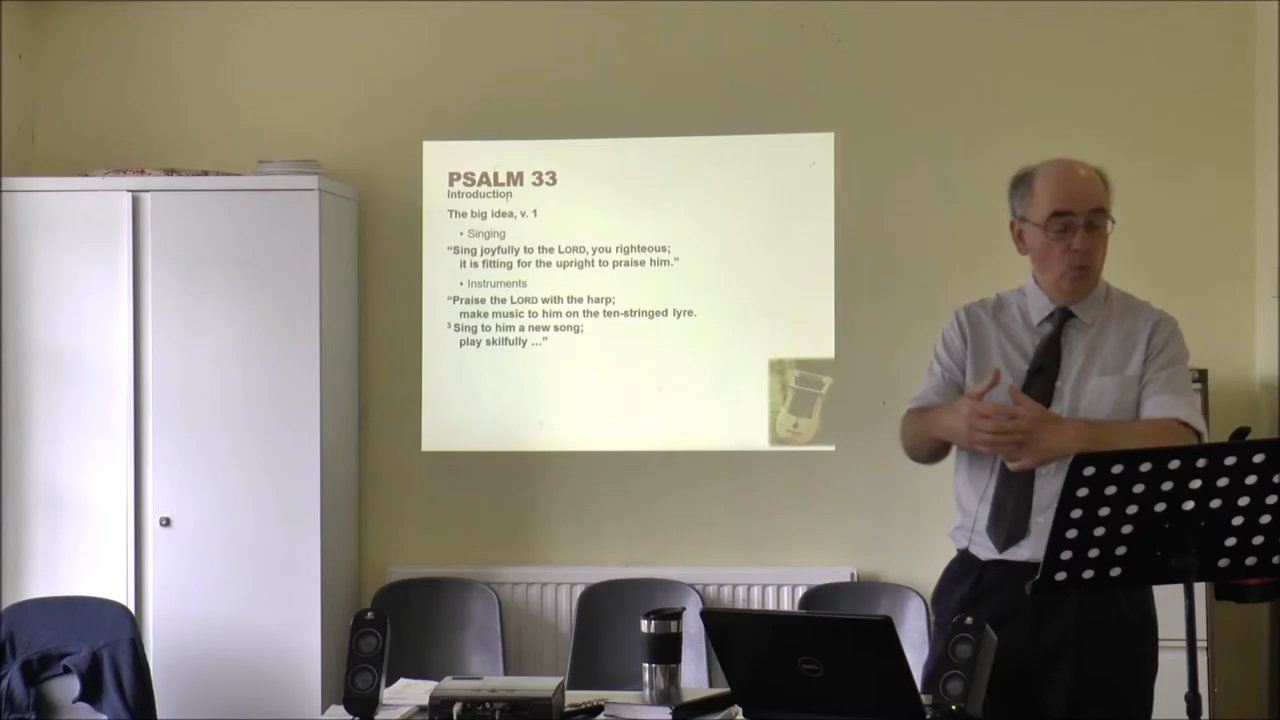 PSALM 33
Introduction
The big idea, v. 1
• Singing
“Sing joyfully to the LORD, you righteous;
it is fitting for the upright to praise him.”
• Instruments
“Praise the LORD with the harp;
make music to him on the ten-stringed lyre.
3 Sing to him a new song;
play skilfully …”
DELL